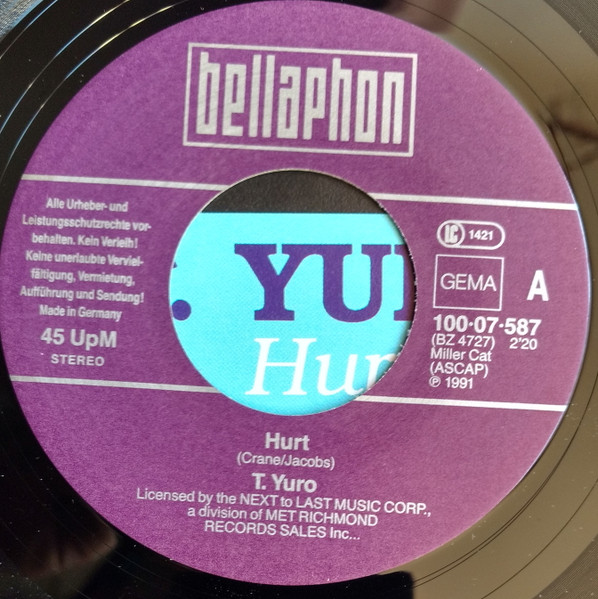 bellaphon
Alle Urheber- und
Leistungsschutzrechte vor-
behalten. Kein Verleih!
Keine unerlaubte Verviel-
fältigung, Vermietung,
Aufführung und Sendung!
Made in Germany
45 UpM
STEREO
LC 1421
GEMA
A
100·07·587
(BZ 4727) 2'20
Miller Cat
(ASCAP)
℗ 1991
. YU
Hur
Hurt
(Crane/Jacobs)
T. Yuro
Licensed by the NEXT to LAST MUSIC CORP.,
a division of MET RICHMOND
RECORDS SALES Inc...